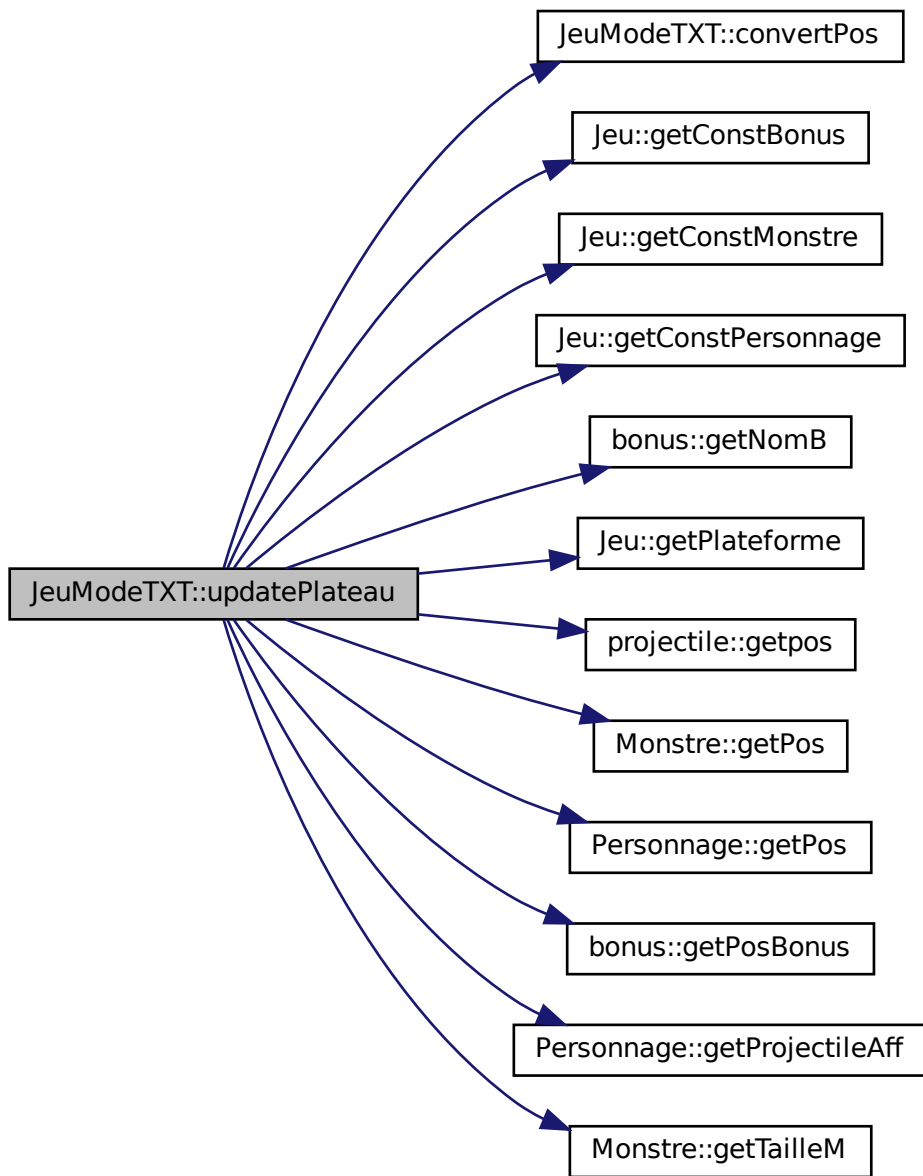 JeuModeTXT::convertPos
Jeu::getConstBonus
Jeu::getConstMonstre
Jeu::getConstPersonnage
bonus::getNomB
Jeu::getPlateforme
JeuModeTXT::updatePlateau
projectile::getpos
Monstre::getPos
Personnage::getPos
bonus::getPosBonus
Personnage::getProjectileAff
Monstre::getTailleM